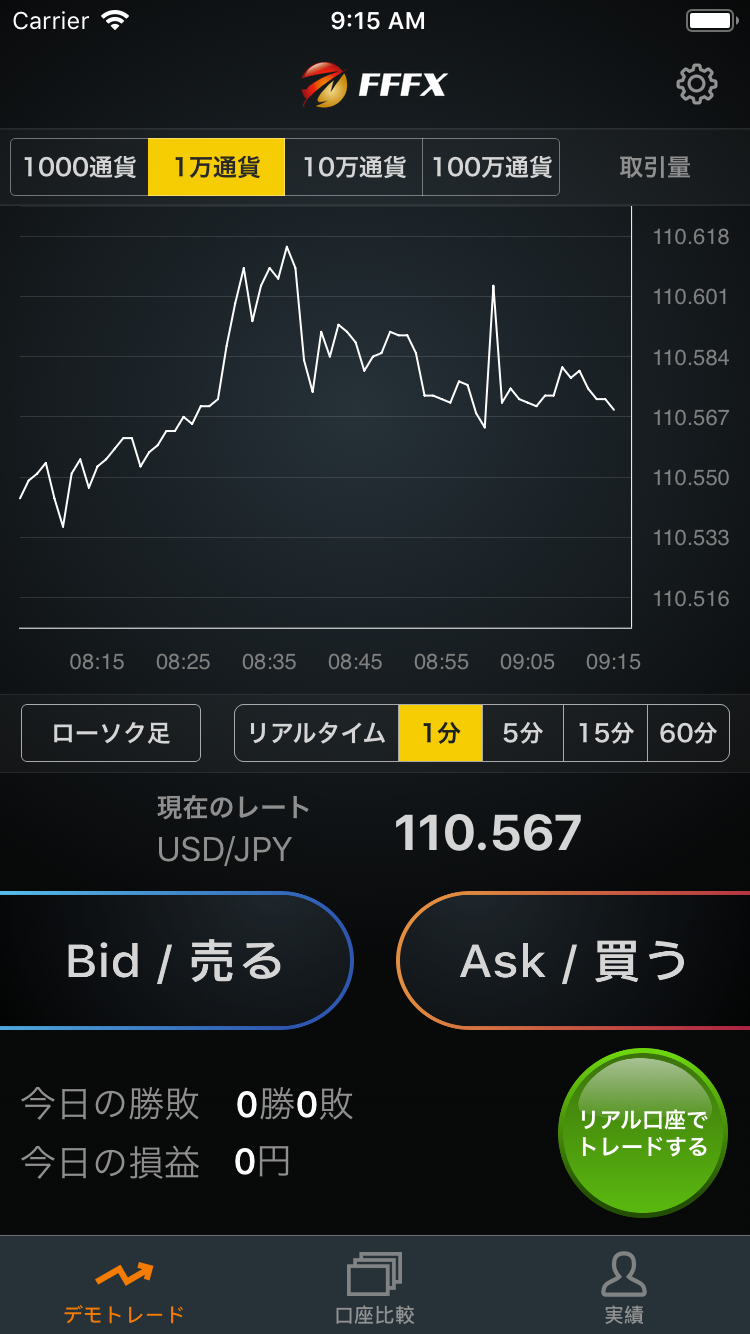 Carrier 9:15 AM
FFFX
1000通貨 1万通貨 10万通貨 100万通貨 取引量
110.618
110.601
110.584
110.567
110.550
110.533
110.516
08:15 08:25 08:35 08:45 08:55 09:05 09:15
ローソク足 リアルタイム 1分 5分 15分 60分
現在のレート
USD/JPY 110.567
Bid / 売る Ask / 買う
今日の勝敗 0勝0敗
今日の損益 0円
リアル口座で
トレードする
デモトレード 口座比較 実績